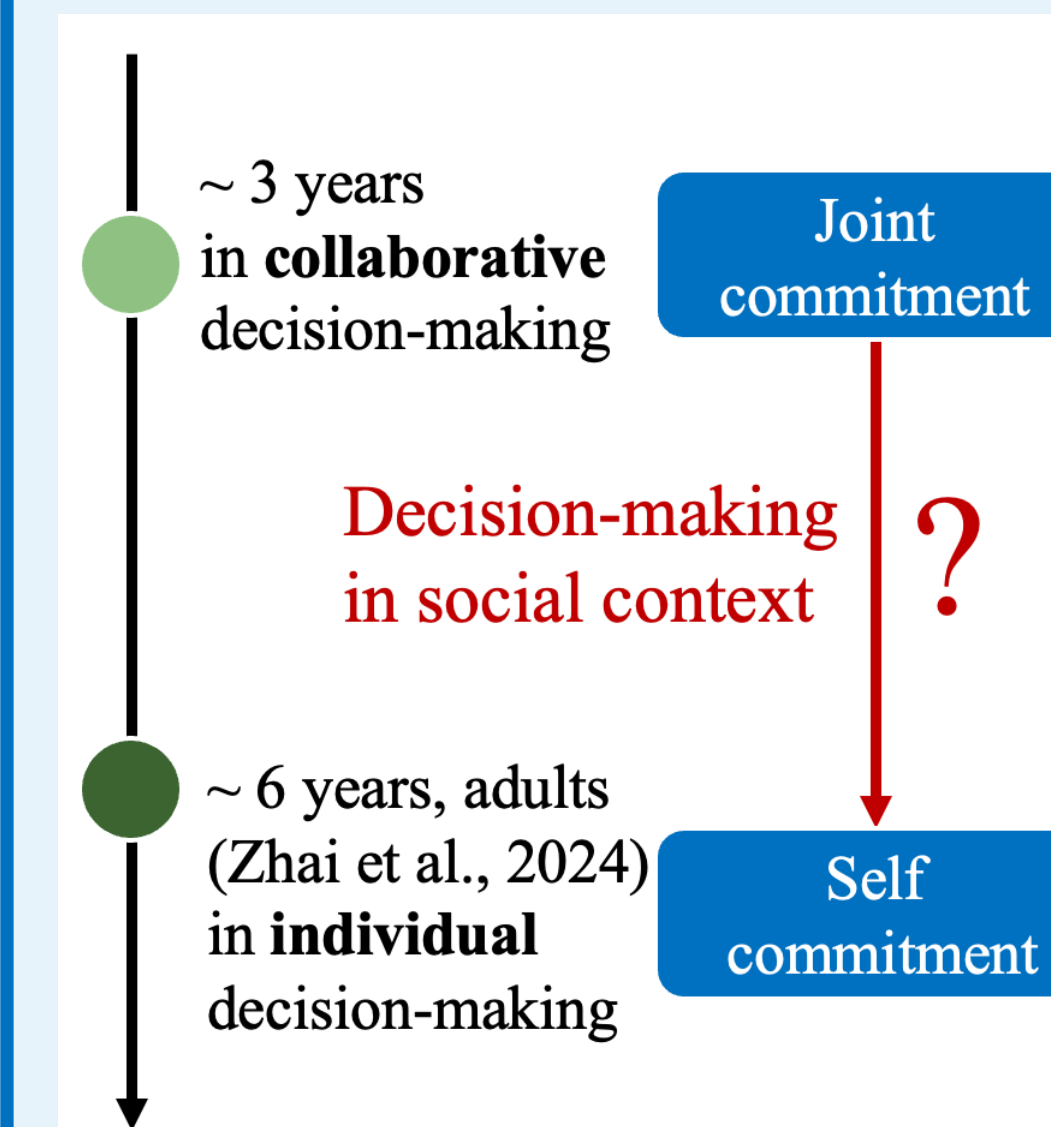 ~ 3 years
in collaborative
decision-making
Joint
commitment
Decision-making
in social context
?
~ 6 years, adults
(Zhai et al., 2024)
in individual
decision-making
Self
commitment